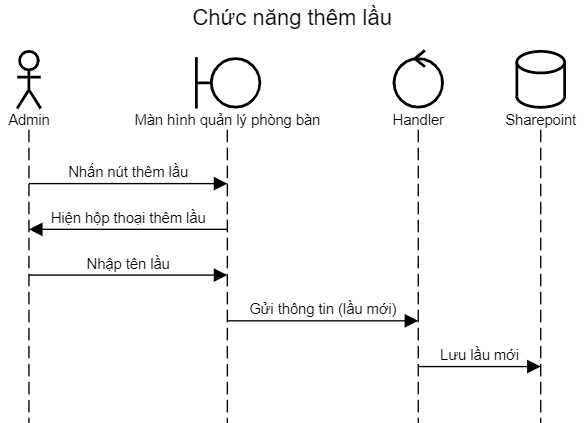 Chức năng thêm lầu
Admin
Màn hình quản lý phòng bàn
Handler
Sharepoint
Nhấn nút thêm lầu
Hiện hộp thoại thêm lầu
Nhập tên lầu
Gửi thông tin (lầu mới)
Lưu lầu mới